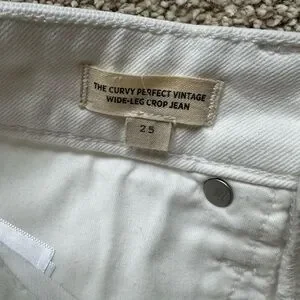 THE CURVY PERFECT VINTAGE
WIDE-LEG CROP JEAN
25